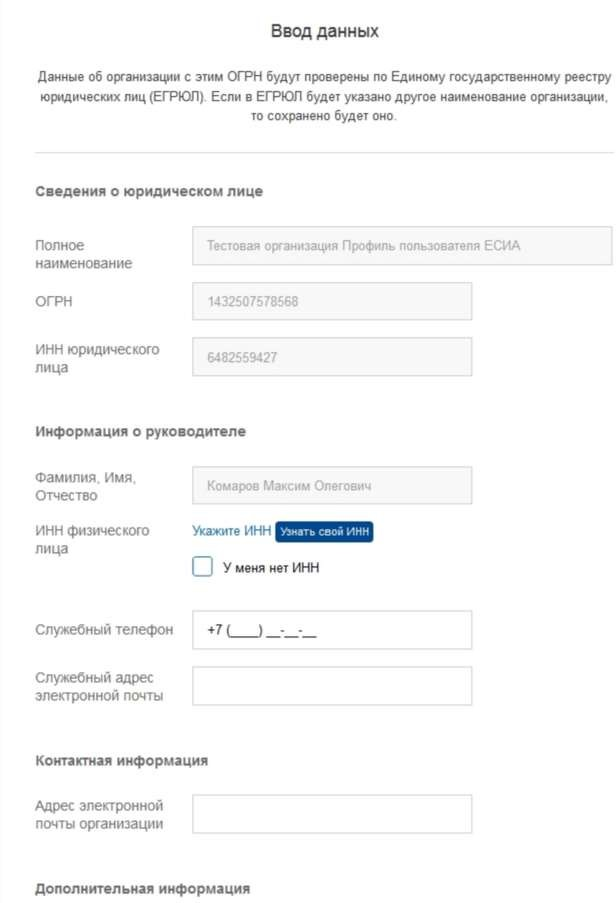 Ввод данных
Данные об организации с этим ОГРН будут проверены по Единому государственному реестру
юридических лиц (ЕГРЮЛ). Если в ЕГРЮЛ будет указано другое наименование организации,
то сохранено будет оно.
Сведения о юридическом лице
Полное
наименование
Тестовая организация Профиль пользователя ЕСИА
ОГРН
1432507578568
ИНН юридического
лица
6482559427
Информация о руководителе
Фамилия, Имя,
Отчество
Комаров Максим Олегович
ИНН физического
лица
Укажите ИНН Узнать свой ИНН
У меня нет ИНН
Служебный телефон
+7 (____) __-__-__
Служебный адрес
электронной почты
Контактная информация
Адрес электронной
почты организации
Дополнительная информация